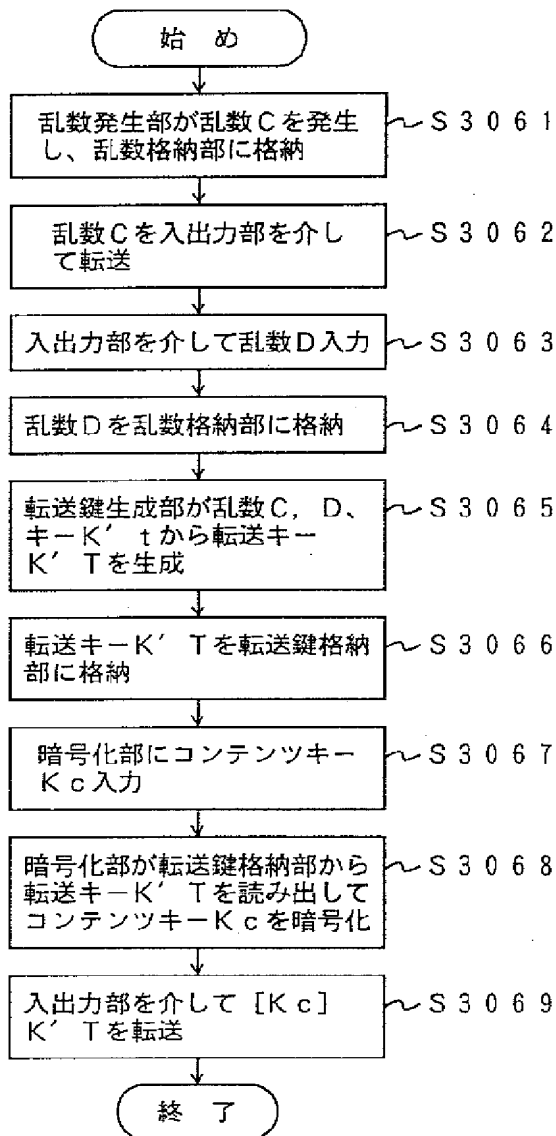 始 め
乱数発生部が乱数Cを発生 S3061
し、乱数格納部に格納
乱数Cを入出力部を介し S3062
て転送
入出力部を介して乱数D入力 S3063
乱数Dを乱数格納部に格納 S3064
転送鍵生成部が乱数C，D、 S3065
キーK′tから転送キー
K′Tを生成
転送キーK′Tを転送鍵格納 S3066
部に格納
暗号化部にコンテンツキー S3067
Kc入力
暗号化部が転送鍵格納部から S3068
転送キーK′Tを読み出して
コンテンツキーKcを暗号化
入出力部を介して［Kc］ S3069
K′Tを転送
終 了